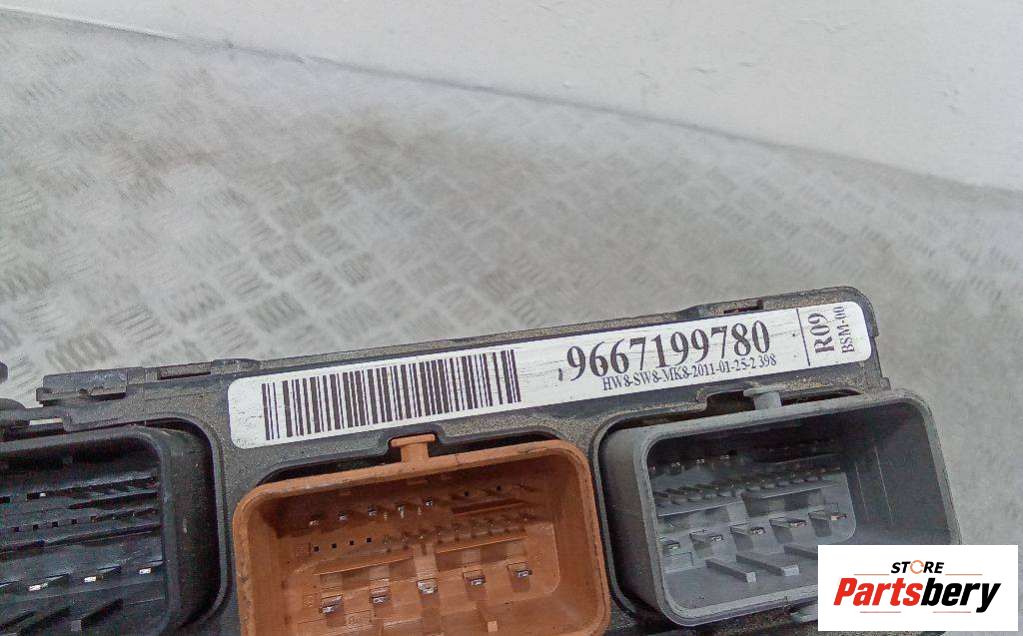 9667199780
HW8-SW8-MK8-2011-01-25-2 398
R09
BSM-00
STORE
Partsbery